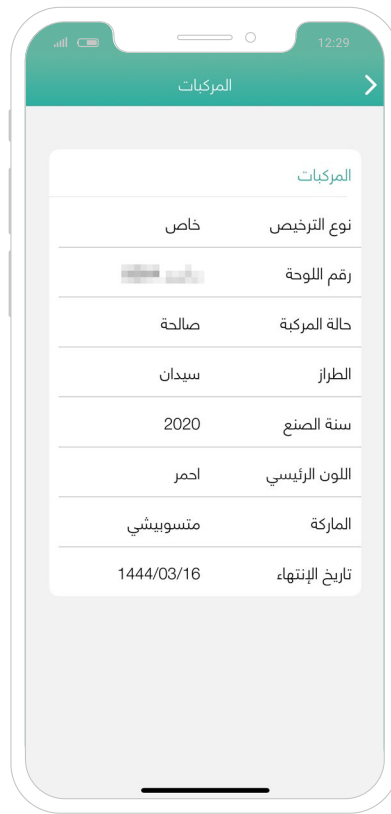 12:29
المركبات
المركبات
نوع الترخيص خاص
رقم اللوحة
حالة المركبة صالحة
الطراز سيدان
سنة الصنع 2020
اللون الرئيسي احمر
الماركة متسوبيشي
تاريخ الإنتهاء 1444/03/16